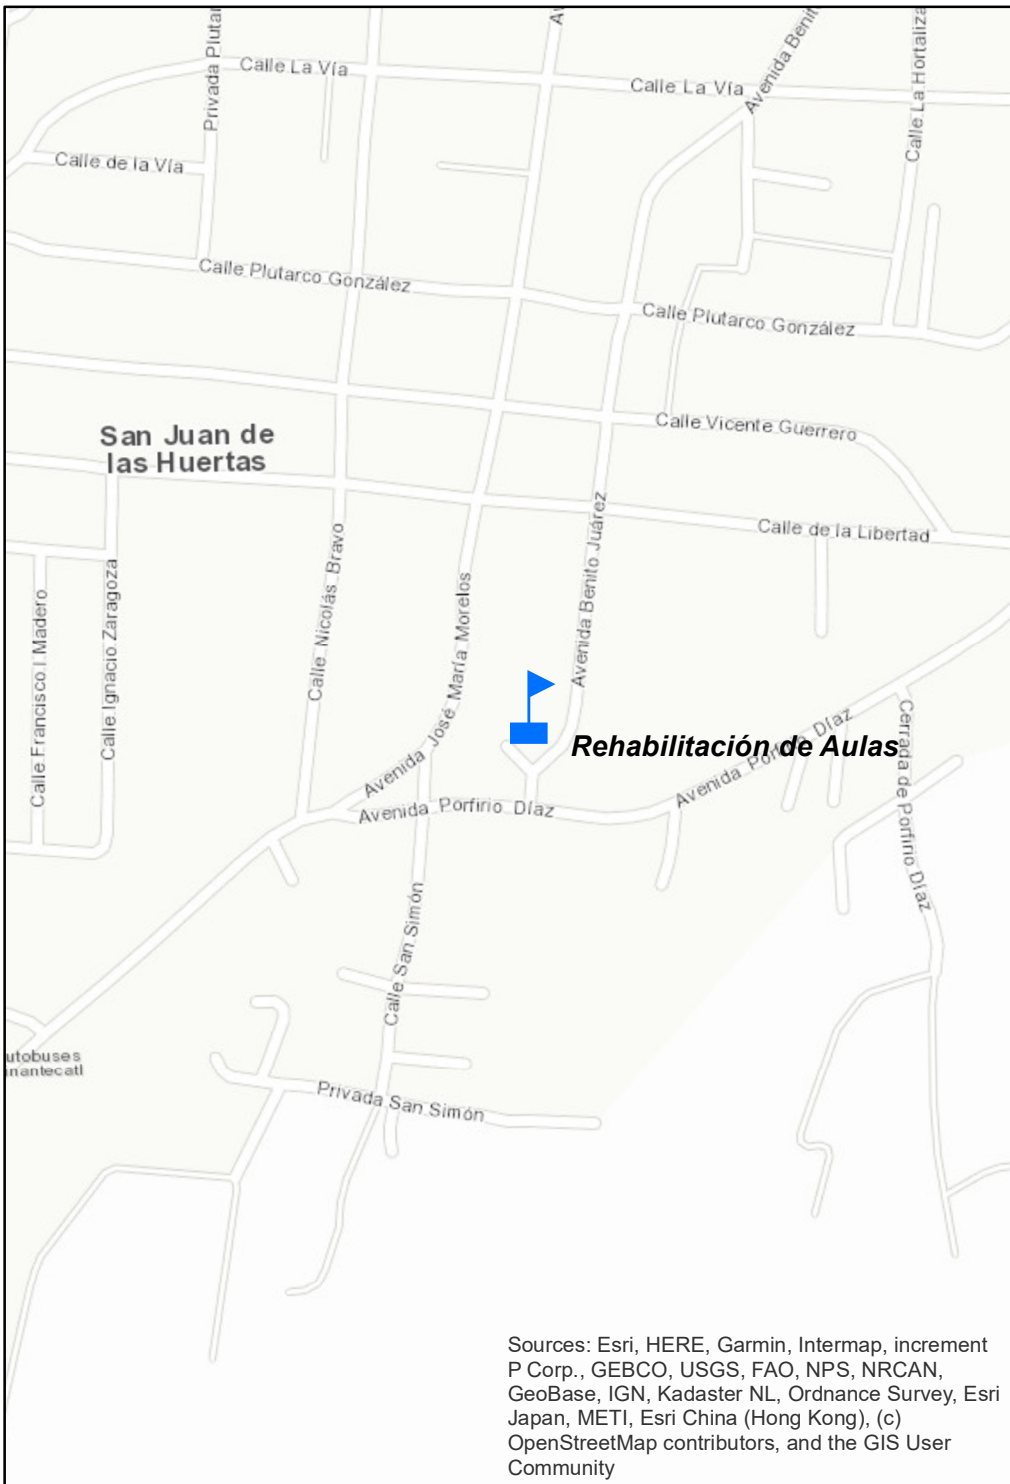 Privada Plutar
Av
Avenida Benit
Calle La Hortaliza
Calle La Vía
Calle La Vía
Calle de la Vía
Calle Plutarco González
Calle Plutarco González
Calle Vicente Guerrero
San Juan de
las Huertas
Calle de la Libertad
Calle Nicolás Bravo
Avenida Benito Juárez
Calle Francisco I Madero
Calle Ignacio Zaragoza
Avenida José María Morelos
Rehabilitación de Aulas
Avenida Porfirio Díaz
Avenida Porfirio Díaz
Cerrada de Porfirio Díaz
Calle San Simón
utobuses
nantecatl
Privada San Simón
Sources: Esri, HERE, Garmin, Intermap, increment
P Corp., GEBCO, USGS, FAO, NPS, NRCAN,
GeoBase, IGN, Kadaster NL, Ordnance Survey, Esri
Japan, METI, Esri China (Hong Kong), (c)
OpenStreetMap contributors, and the GIS User
Community